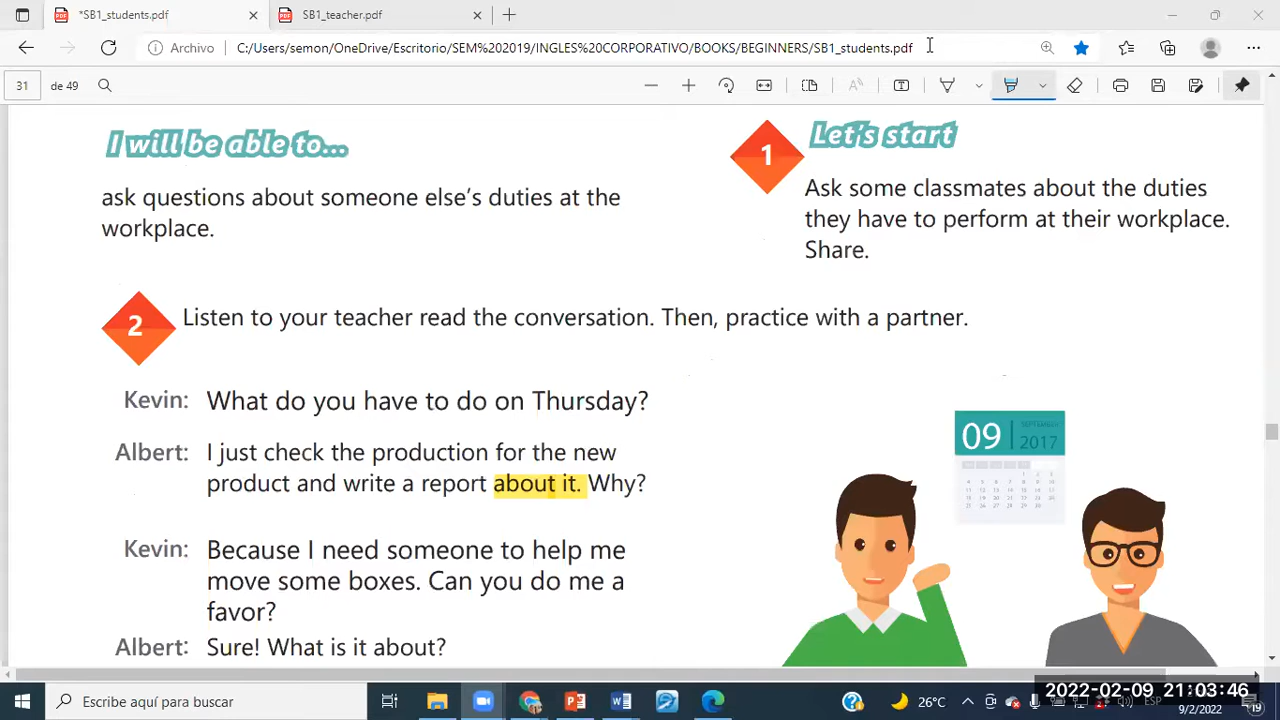 *SB1_students.pdf
SB1_teacher.pdf
Archivo
C:/Users/semon/OneDrive/Escritorio/SEM%202019/INGLES%20CORPORATIVO/BOOKS/BEGINNERS/SB1_students.pdf
31 de 49
I will be able to...
ask questions about someone else's duties at the
workplace.
1
Let's start
Ask some classmates about the duties
they have to perform at their workplace.
Share.
2
Listen to your teacher read the conversation. Then, practice with a partner.
Kevin: What do you have to do on Thursday?
Albert: I just check the production for the new
product and write a report about it. Why?
Kevin: Because I need someone to help me
move some boxes. Can you do me a
favor?
Albert: Sure! What is it about?
09
SEPTEMBER
2017
Escribe aquí para buscar
26°C
ESP
2022-02-09 21:03:46
9/2/2022